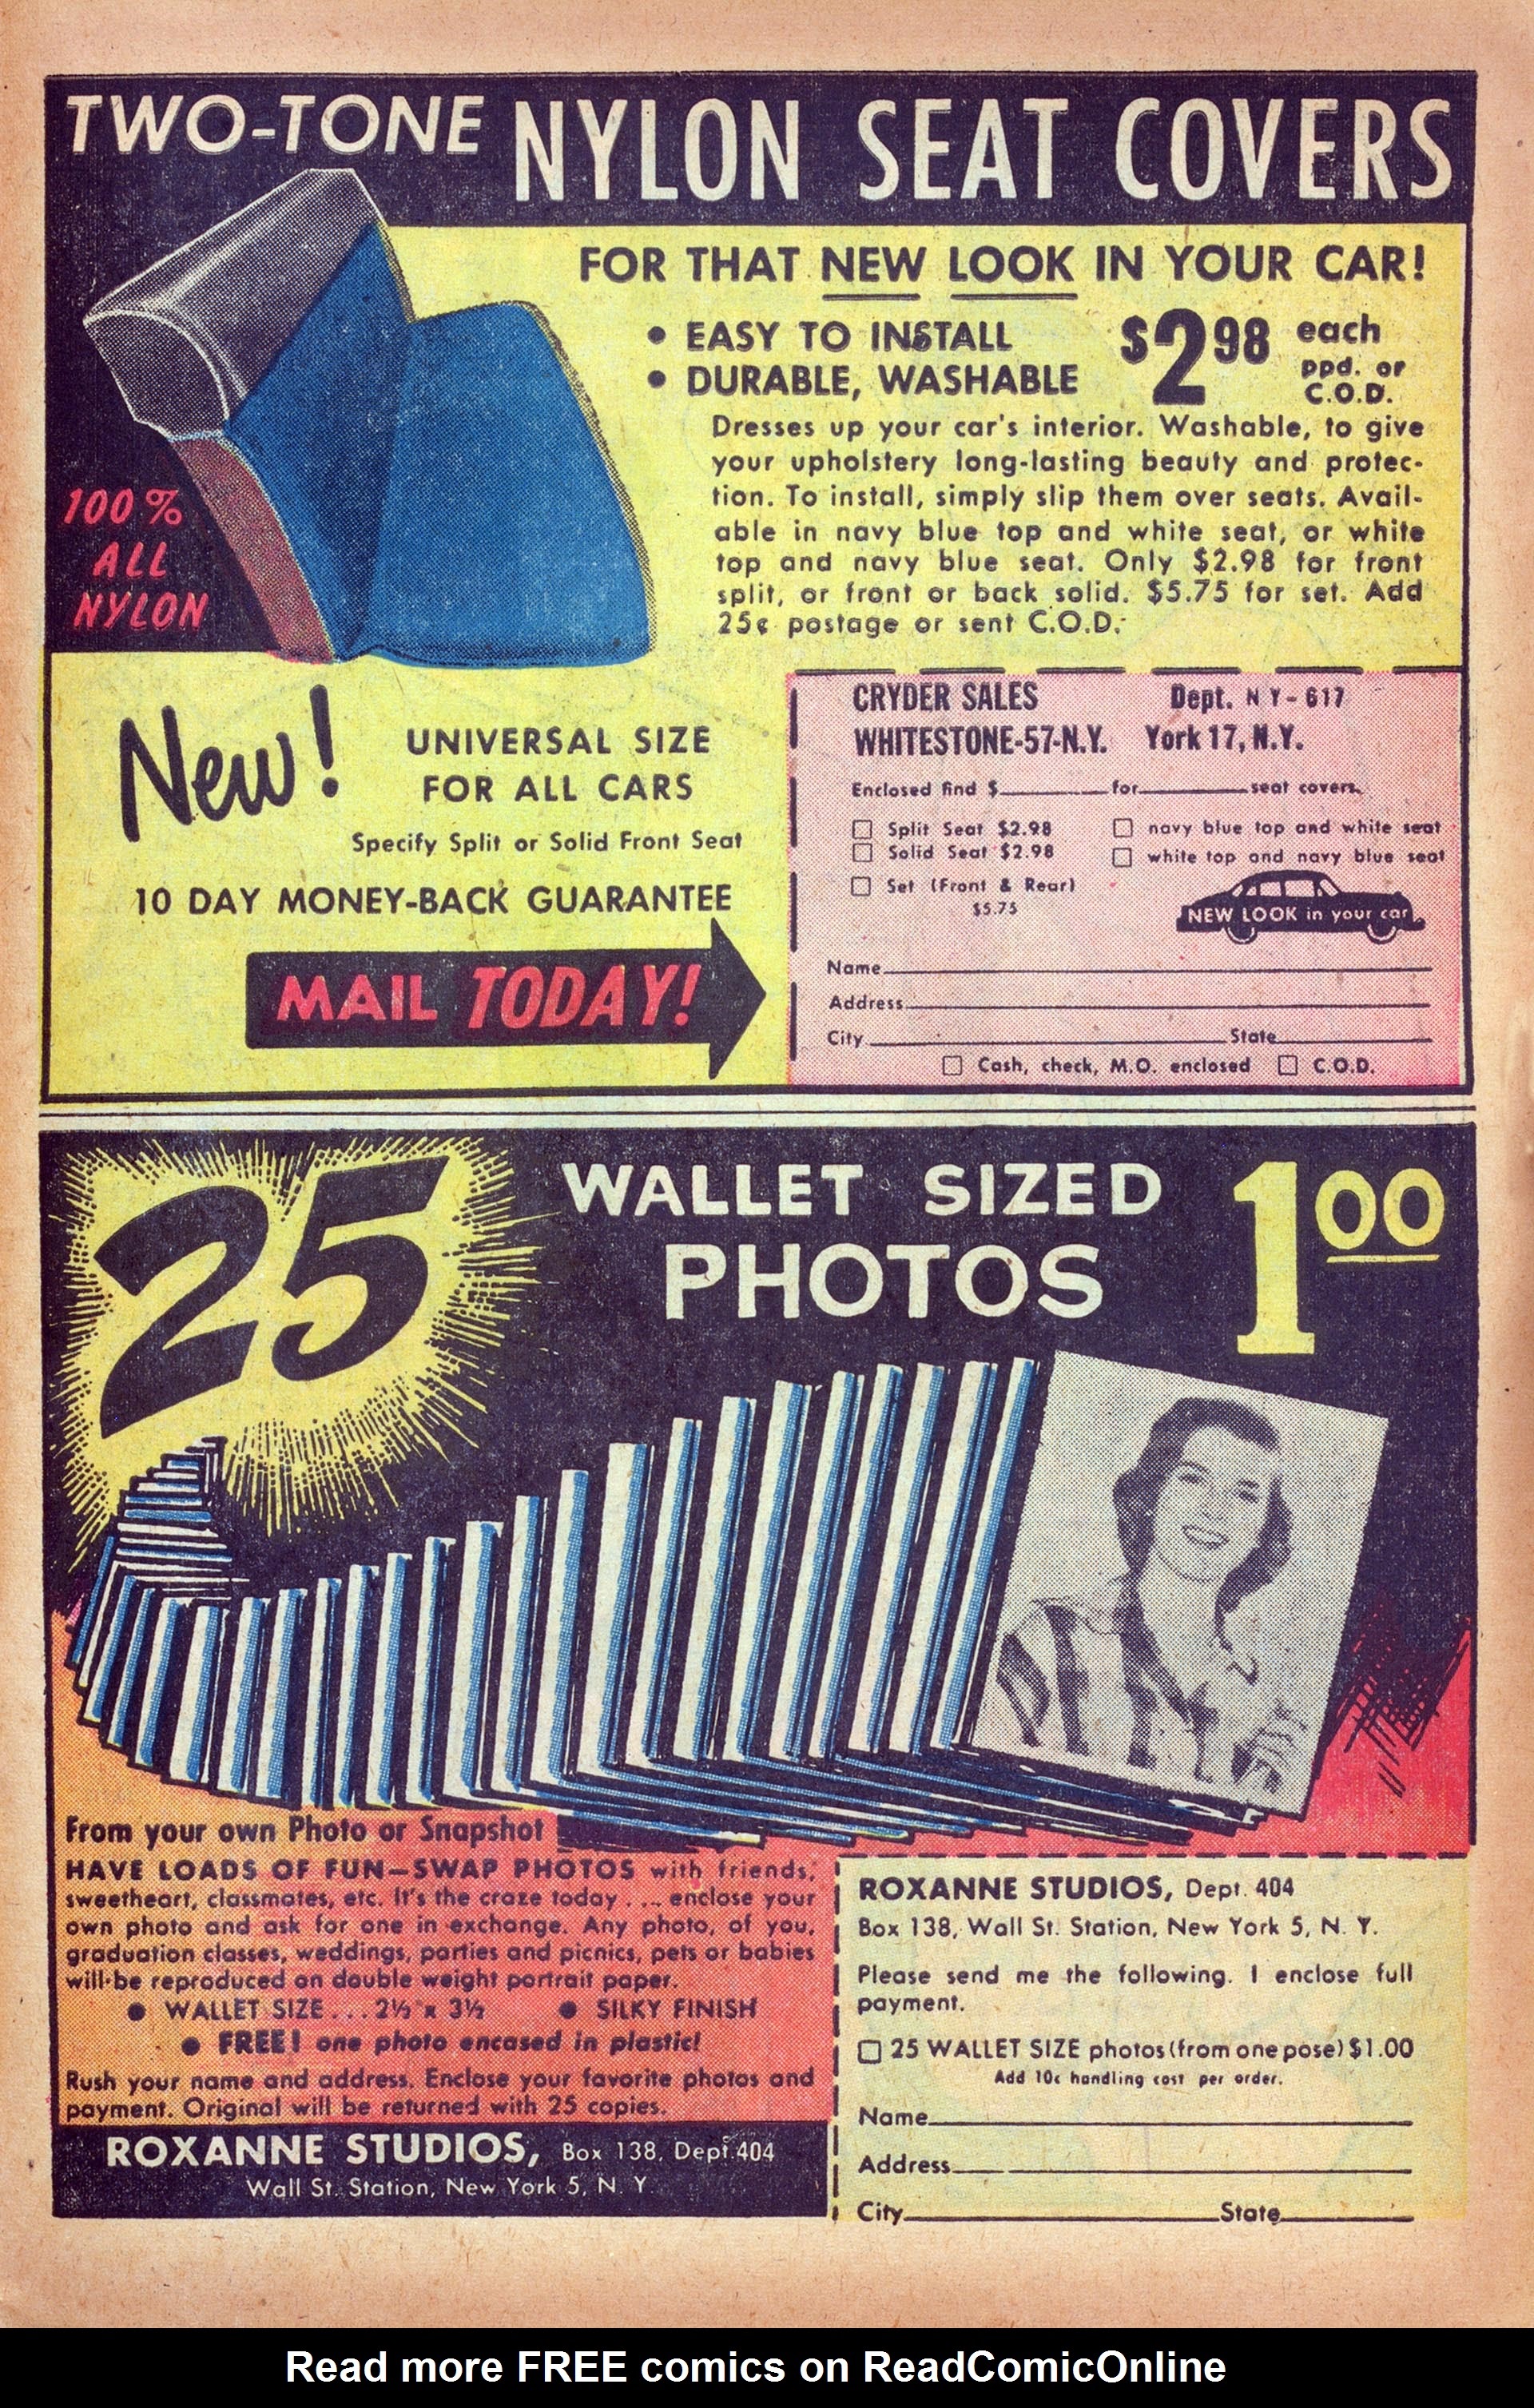 TWO-TONE NYLON SEAT COVERS
FOR THAT NEW LOOK IN YOUR CAR!
• EASY TO INSTALL
• DURABLE, WASHABLE
$2.98 each
ppd. or
C.O.D.
Dresses up your car's interior. Washable, to give
your upholstery long-lasting beauty and protec-
tion. To install, simply slip them over seats. Avail-
able in navy blue top and white seat, or white
top and navy blue seat. Only $2.98 for front
split, or front or back solid. $5.75 for set. Add
25¢ postage or sent C.O.D.
100%
ALL
NYLON
New!
UNIVERSAL SIZE
FOR ALL CARS
Specify Split or Solid Front Seat
10 DAY MONEY-BACK GUARANTEE
MAIL TODAY!
CRYDER SALES Dept. NY-617
WHITESTONE-57-N.Y. York 17, N.Y.
Enclosed find $ for seat covers.
Split Seat $2.98
Solid Seat $2.98
Set (Front & Rear)
$5.75
navy blue top and white seat
white top and navy blue seat
NEW LOOK in your car
Name
Address
City State
Cash, check, M.O. enclosed C.O.D.
25 WALLET SIZED
PHOTOS
1.00
From your own Photo or Snapshot
HAVE LOADS OF FUN—SWAP PHOTOS with friends,
sweetheart, classmates, etc. It's the craze today . . . enclose your
own photo and ask for one in exchange. Any photo, of you,
graduation classes, weddings, parties and picnics, pets or babies
will be reproduced on double weight portrait paper.
• WALLET SIZE . . . 2½ x 3½ • SILKY FINISH
• FREE! one photo encased in plastic!
Rush your name and address. Enclose your favorite photos and
payment. Original will be returned with 25 copies.
ROXANNE STUDIOS, Box 138, Dept. 404
Wall St. Station, New York 5, N. Y.
ROXANNE STUDIOS, Dept. 404
Box 138, Wall St. Station, New York 5, N. Y.
Please send me the following. I enclose full
payment.
25 WALLET SIZE photos (from one pose) $1.00
Add 10¢ handling cost per order.
Name
Address
City State
Read more FREE comics on ReadComicOnline